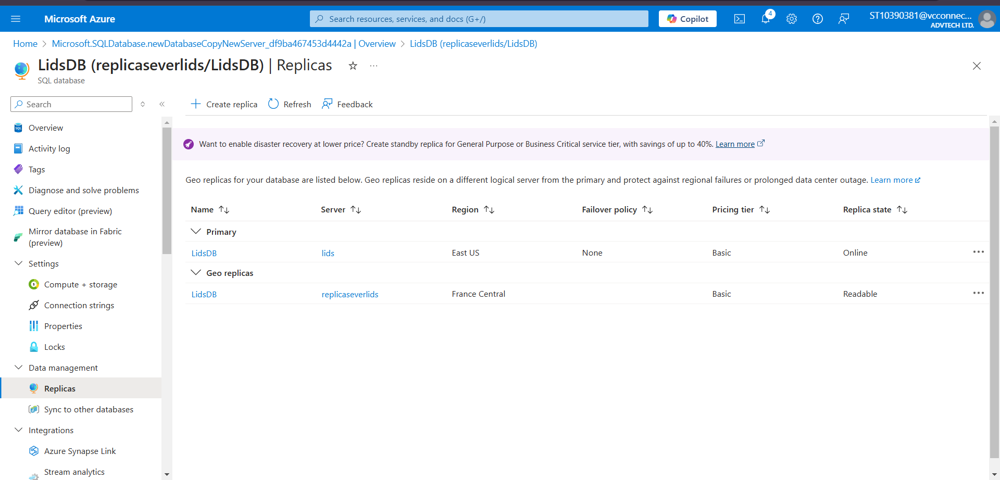 Microsoft Azure
Search resources, services, and docs (G+/)
Copilot
4
ST10390381@vcconnec...
ADVTECH LTD.
Home > Microsoft.SQLDatabase.newDatabaseCopyNewServer_df9ba467453d4442a | Overview > LidsDB (replicaseverlids/LidsDB)
LidsDB (replicaseverlids/LidsDB) | Replicas
SQL database
Search
Create replica
Refresh
Feedback
Overview
Activity log
Tags
Diagnose and solve problems
Query editor (preview)
Mirror database in Fabric
(preview)
Settings
Compute + storage
Connection strings
Properties
Locks
Data management
Replicas
Sync to other databases
Integrations
Azure Synapse Link
Stream analytics
Want to enable disaster recovery at lower price? Create standby replica for General Purpose or Business Critical service tier, with savings of up to 40%. Learn more
Geo replicas for your database are listed below. Geo replicas reside on a different logical server from the primary and protect against regional failures or prolonged data center outage. Learn more
Name Server Region Failover policy Pricing tier Replica state
Primary
LidsDB lids East US None Basic Online
Geo replicas
LidsDB replicaseverlids France Central Basic Readable